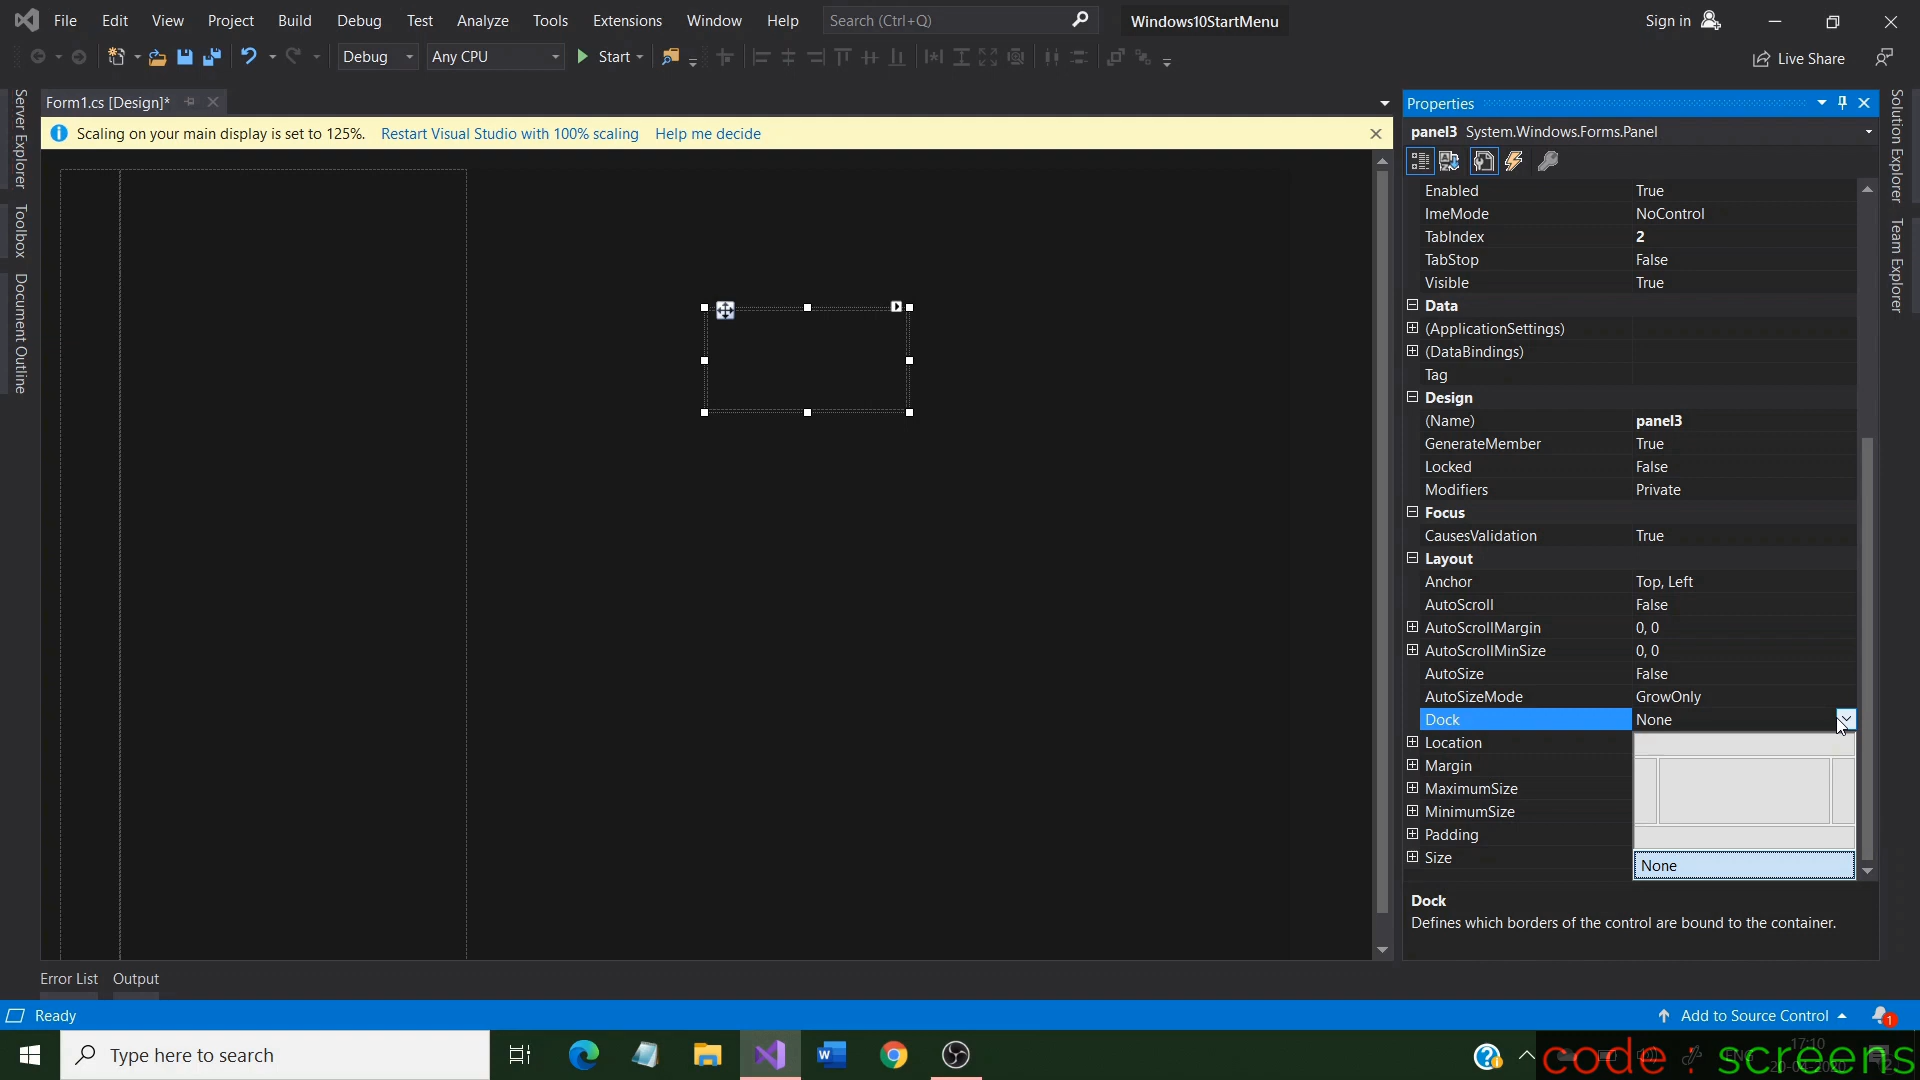 File Edit View Project Build Debug Test Analyze Tools Extensions Window Help Search (Ctrl+Q) Windows10StartMenu Sign in
Debug Any CPU Start Live Share
Server Explorer
Toolbox
Document Outline
Form1.cs [Design]*
Scaling on your main display is set to 125%. Restart Visual Studio with 100% scaling Help me decide
Properties
panel3 System.Windows.Forms.Panel
Enabled True
ImeMode NoControl
TabIndex 2
TabStop False
Visible True
Data
(ApplicationSettings)
(DataBindings)
Tag
Design
(Name) panel3
GenerateMember True
Locked False
Modifiers Private
Focus
CausesValidation True
Layout
Anchor Top, Left
AutoScroll False
AutoScrollMargin 0, 0
AutoScrollMinSize 0, 0
AutoSize False
AutoSizeMode GrowOnly
Dock None
Location
Margin
MaximumSize
MinimumSize
Padding
Size
None
Dock
Defines which borders of the control are bound to the container.
Solution Explorer
Team Explorer
Error List Output
Ready Add to Source Control 1
Type here to search
17:10
ENG
20-04-2020
code : screens